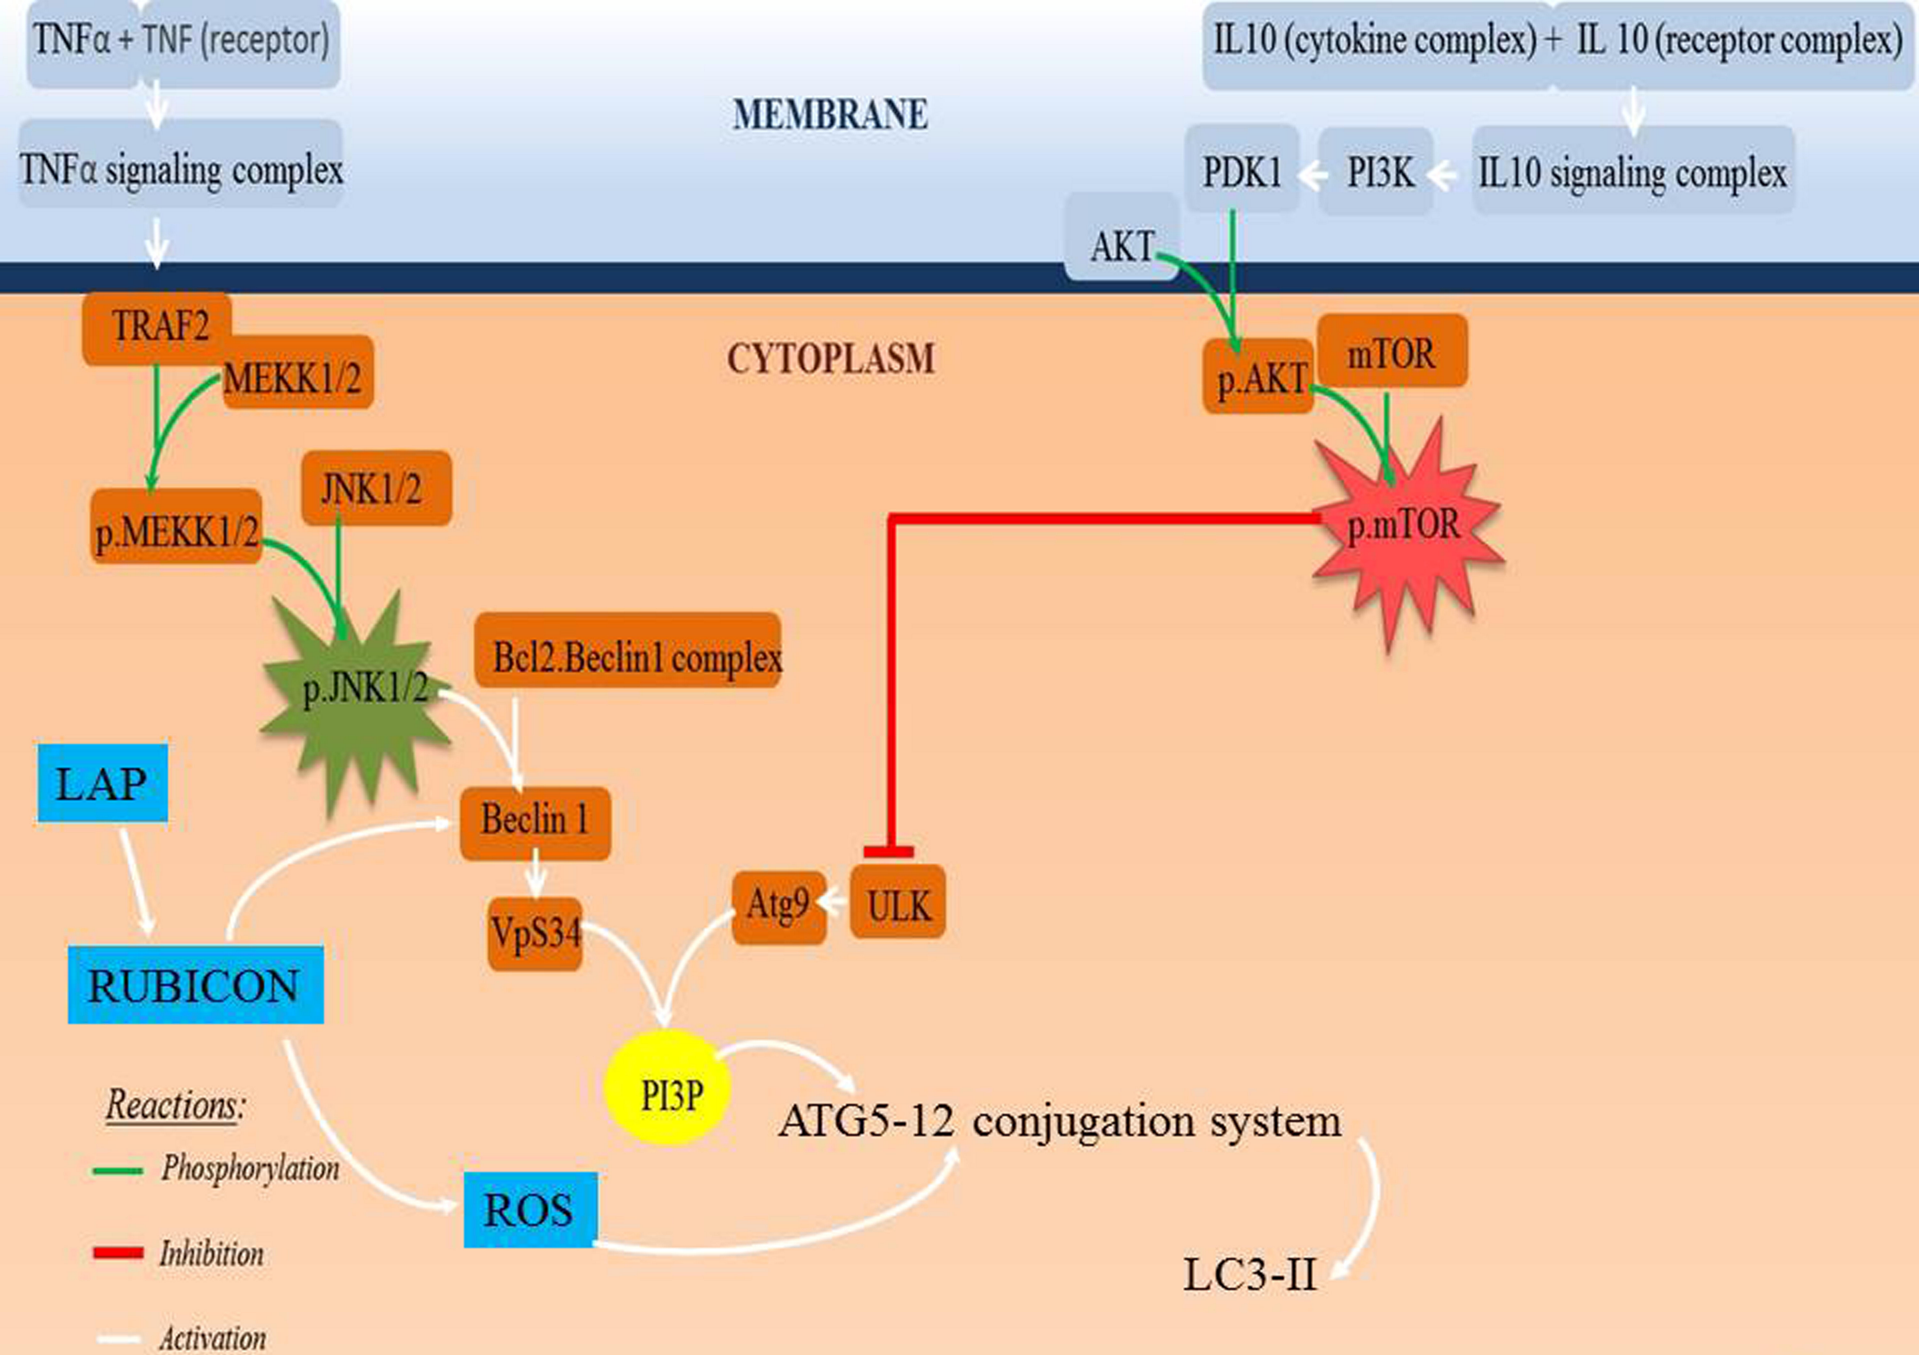 TNFα + TNF (receptor)
IL10 (cytokine complex) + IL 10 (receptor complex)
MEMBRANE
TNFα signaling complex
PDK1
PI3K
IL10 signaling complex
AKT
TRAF2
MEKK1/2
CYTOPLASM
p.AKT
mTOR
p.MEKK1/2
JNK1/2
p.mTOR
p.JNK1/2
Bcl2.Beclin1 complex
LAP
Beclin 1
VpS34
Atg9
ULK
RUBICON
PI3P
ATG5-12 conjugation system
ROS
LC3-II
Reactions:
Phosphorylation
Inhibition
Activation